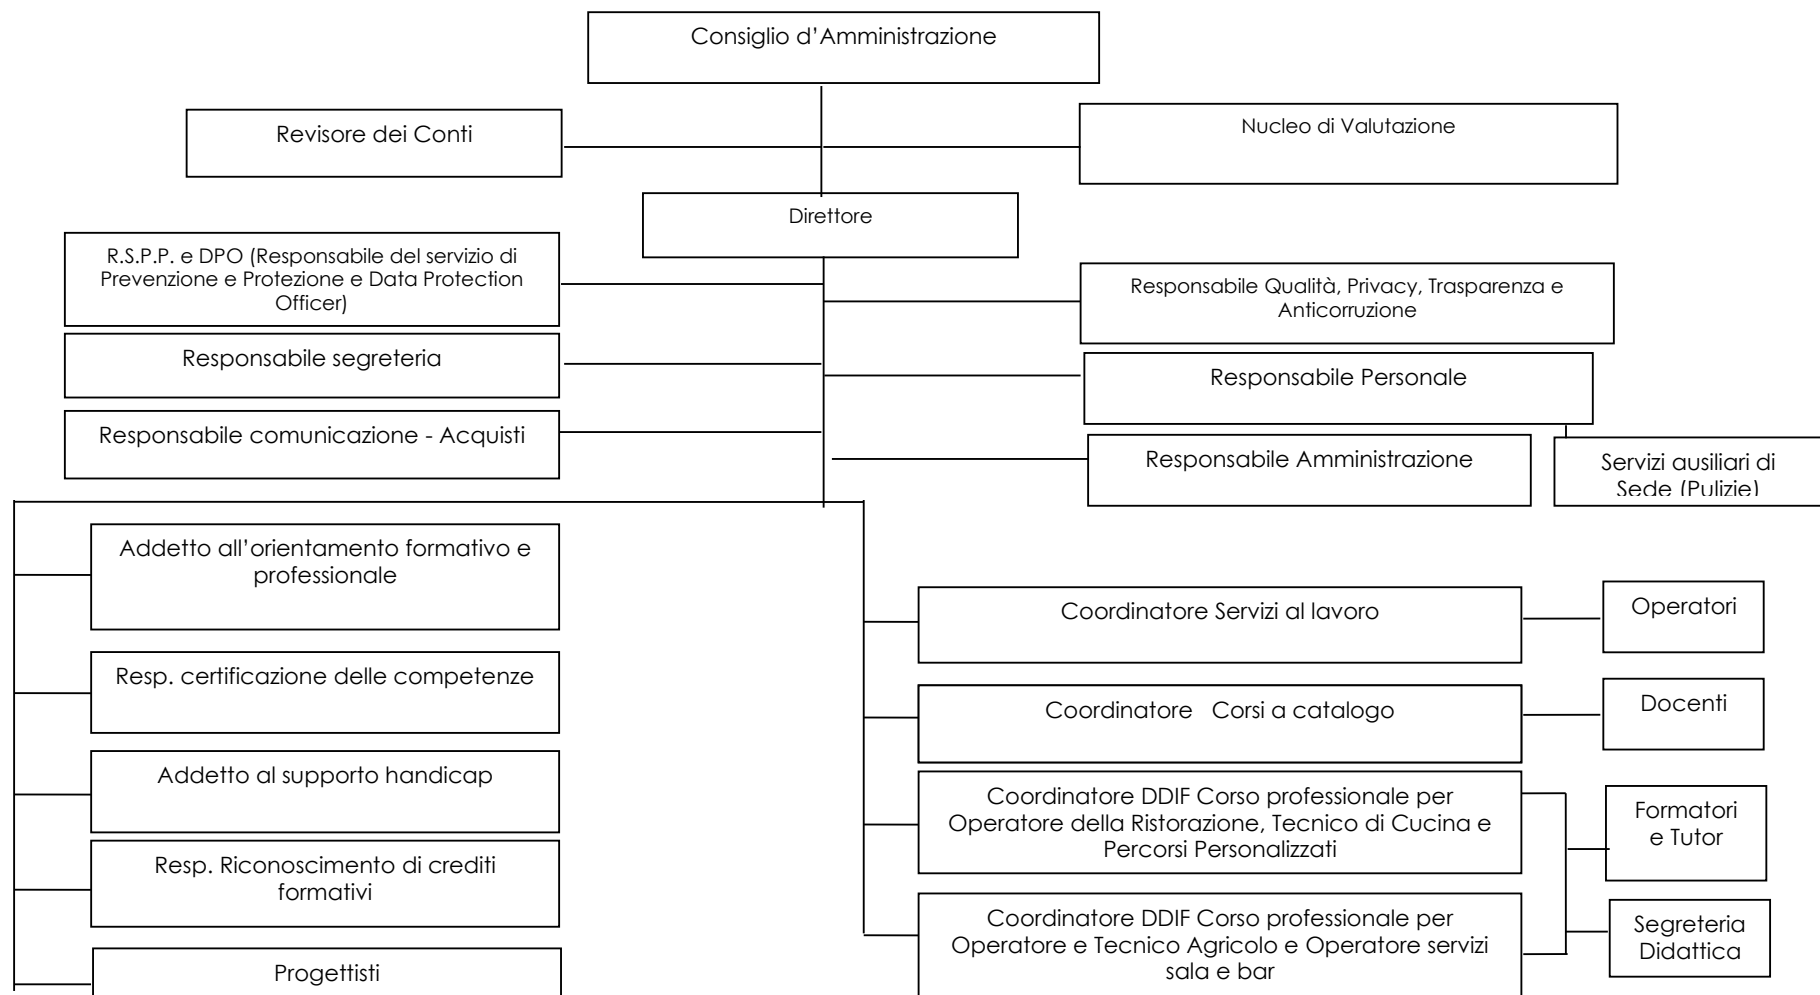 Consiglio d’Amministrazione
Revisore dei Conti
Nucleo di Valutazione
Direttore
R.S.P.P. e DPO (Responsabile del servizio di
Prevenzione e Protezione e Data Protection
Officer)
Responsabile Qualità, Privacy, Trasparenza e
Anticorruzione
Responsabile segreteria
Responsabile Personale
Responsabile comunicazione - Acquisti
Responsabile Amministrazione
Servizi ausiliari di
Sede (Pulizie)
Addetto all’orientamento formativo e
professionale
Resp. certificazione delle competenze
Addetto al supporto handicap
Resp. Riconoscimento di crediti
formativi
Progettisti
Coordinatore Servizi al lavoro
Operatori
Coordinatore   Corsi a catalogo
Docenti
Coordinatore DDIF Corso professionale per
Operatore della Ristorazione, Tecnico di Cucina e
Percorsi Personalizzati
Formatori
e Tutor
Coordinatore DDIF Corso professionale per
Operatore e Tecnico Agricolo e Operatore servizi
sala e bar
Segreteria
Didattica